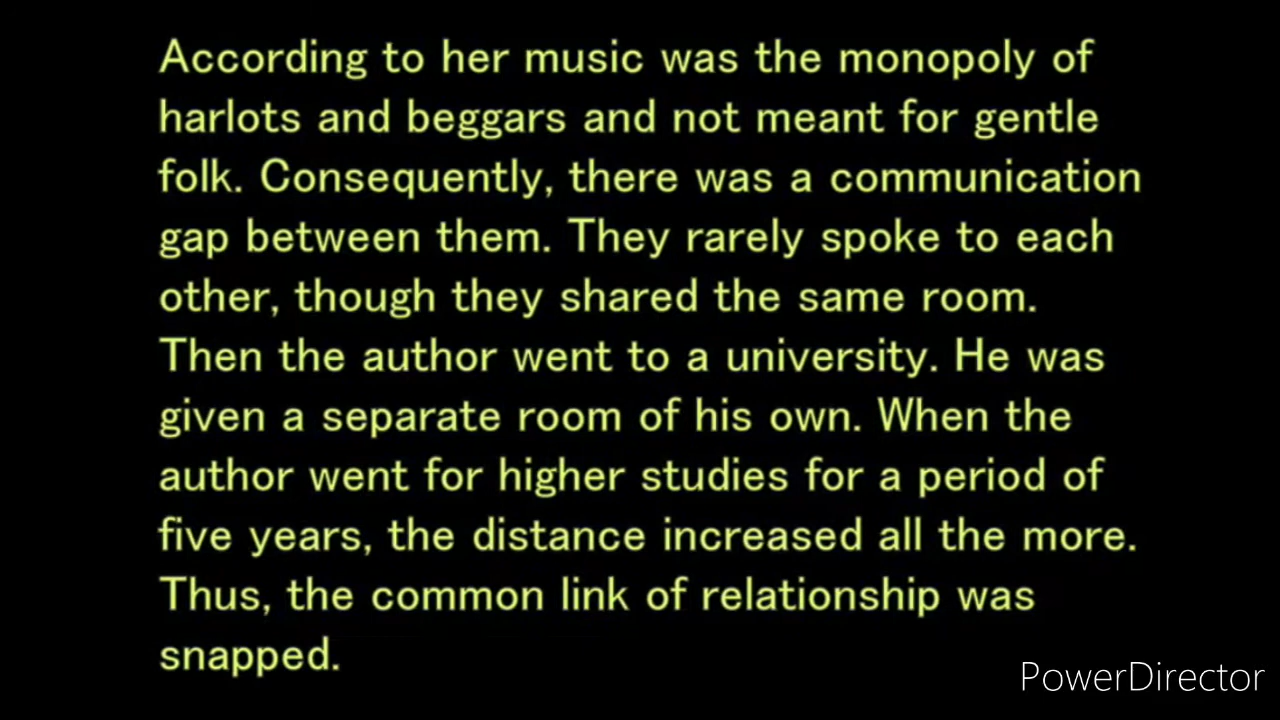 According to her music was the monopoly of
harlots and beggars and not meant for gentle
folk. Consequently, there was a communication
gap between them. They rarely spoke to each
other, though they shared the same room.
Then the author went to a university. He was
given a separate room of his own. When the
author went for higher studies for a period of
five years, the distance increased all the more.
Thus, the common link of relationship was
snapped.
PowerDirector